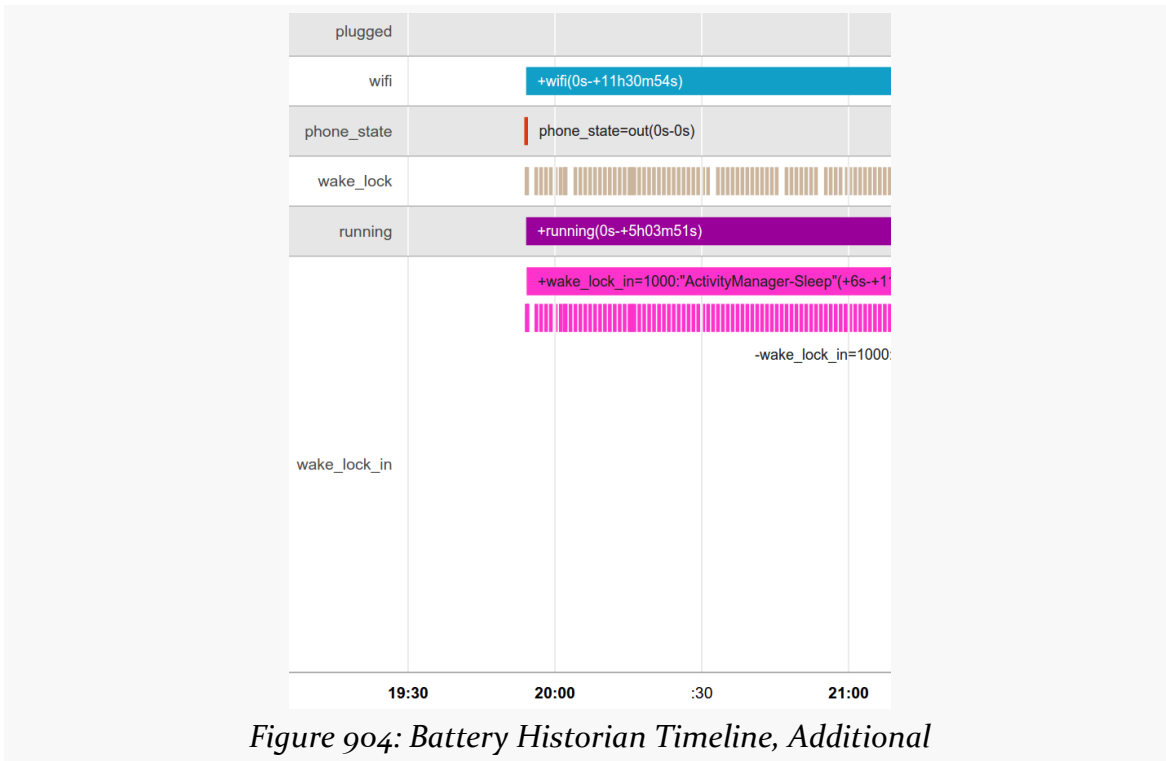 plugged
wifi
+wifi(0s-+11h30m54s)
phone_state
phone_state=out(0s-0s)
wake_lock
running
+running(0s-+5h03m51s)
+wake_lock_in=1000:"ActivityManager-Sleep"(+6s-+11
-wake_lock_in=1000:
wake_lock_in
19:30 20:00 :30 21:00
Figure 904: Battery Historian Timeline, Additional